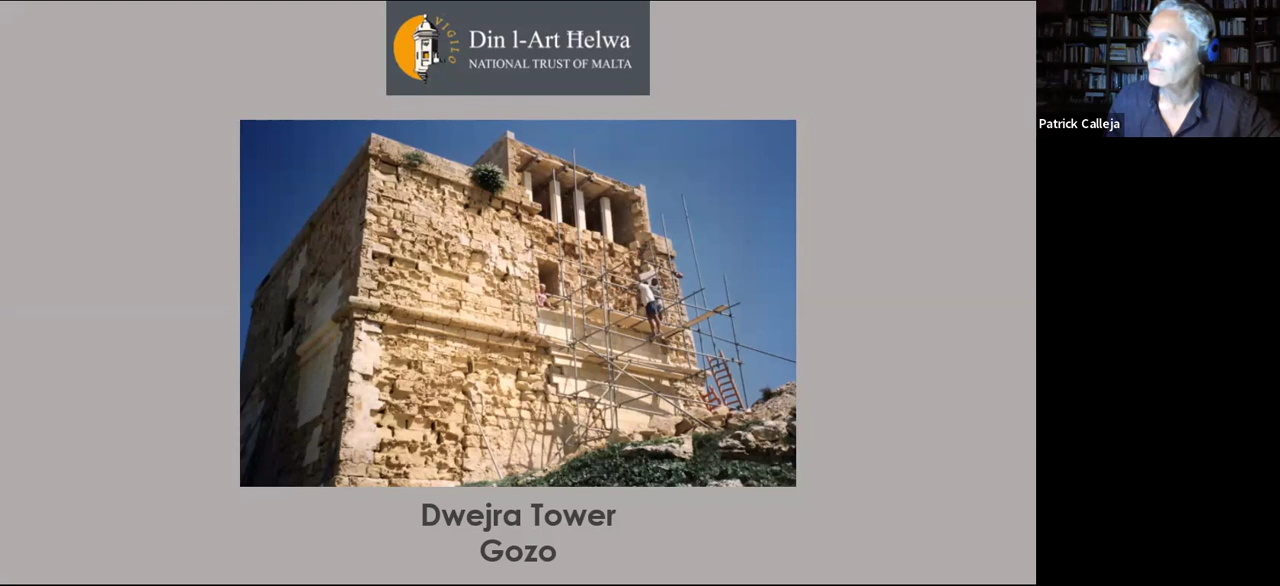 VIGILO
Din l-Art Helwa
NATIONAL TRUST OF MALTA
Patrick Calleja
Dwejra Tower
Gozo